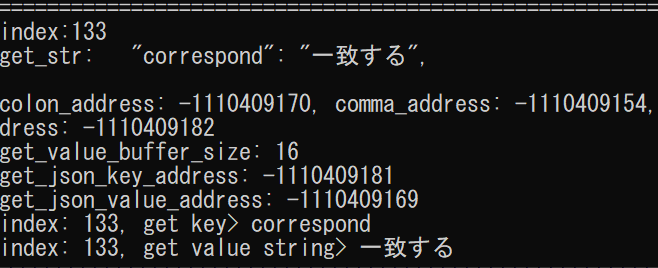 index:133
get_str:   "correspond": "一致する",
colon_address: -1110409170, comma_address: -1110409154,
dress: -1110409182
get_value_buffer_size: 16
get_json_key_address: -1110409181
get_json_value_address: -1110409169
index: 133, get key> correspond
index: 133, get value string> 一致する